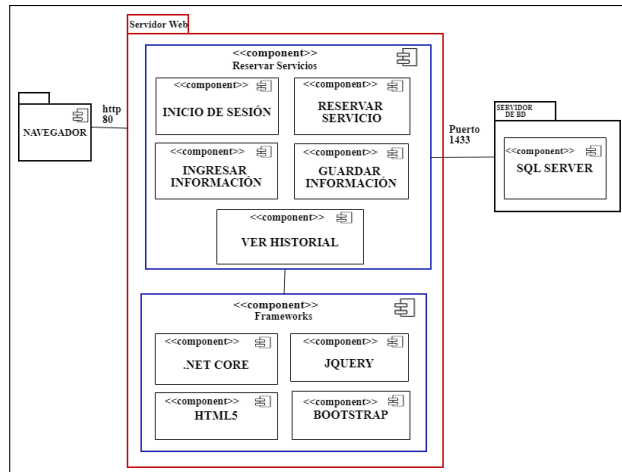 Servidor Web
<<component>>
Reservar Servicios
<<component>>
INICIO DE SESIÓN
<<component>>
RESERVAR
SERVICIO
<<component>>
INGRESAR
INFORMACIÓN
<<component>>
GUARDAR
INFORMACIÓN
<<component>>
VER HISTORIAL
NAVEGADOR
http
80
Puerto
1433
SERVIDOR
DE BD
<<component>>
SQL SERVER
<<component>>
Frameworks
<<component>>
.NET CORE
<<component>>
JQUERY
<<component>>
HTML5
<<component>>
BOOTSTRAP